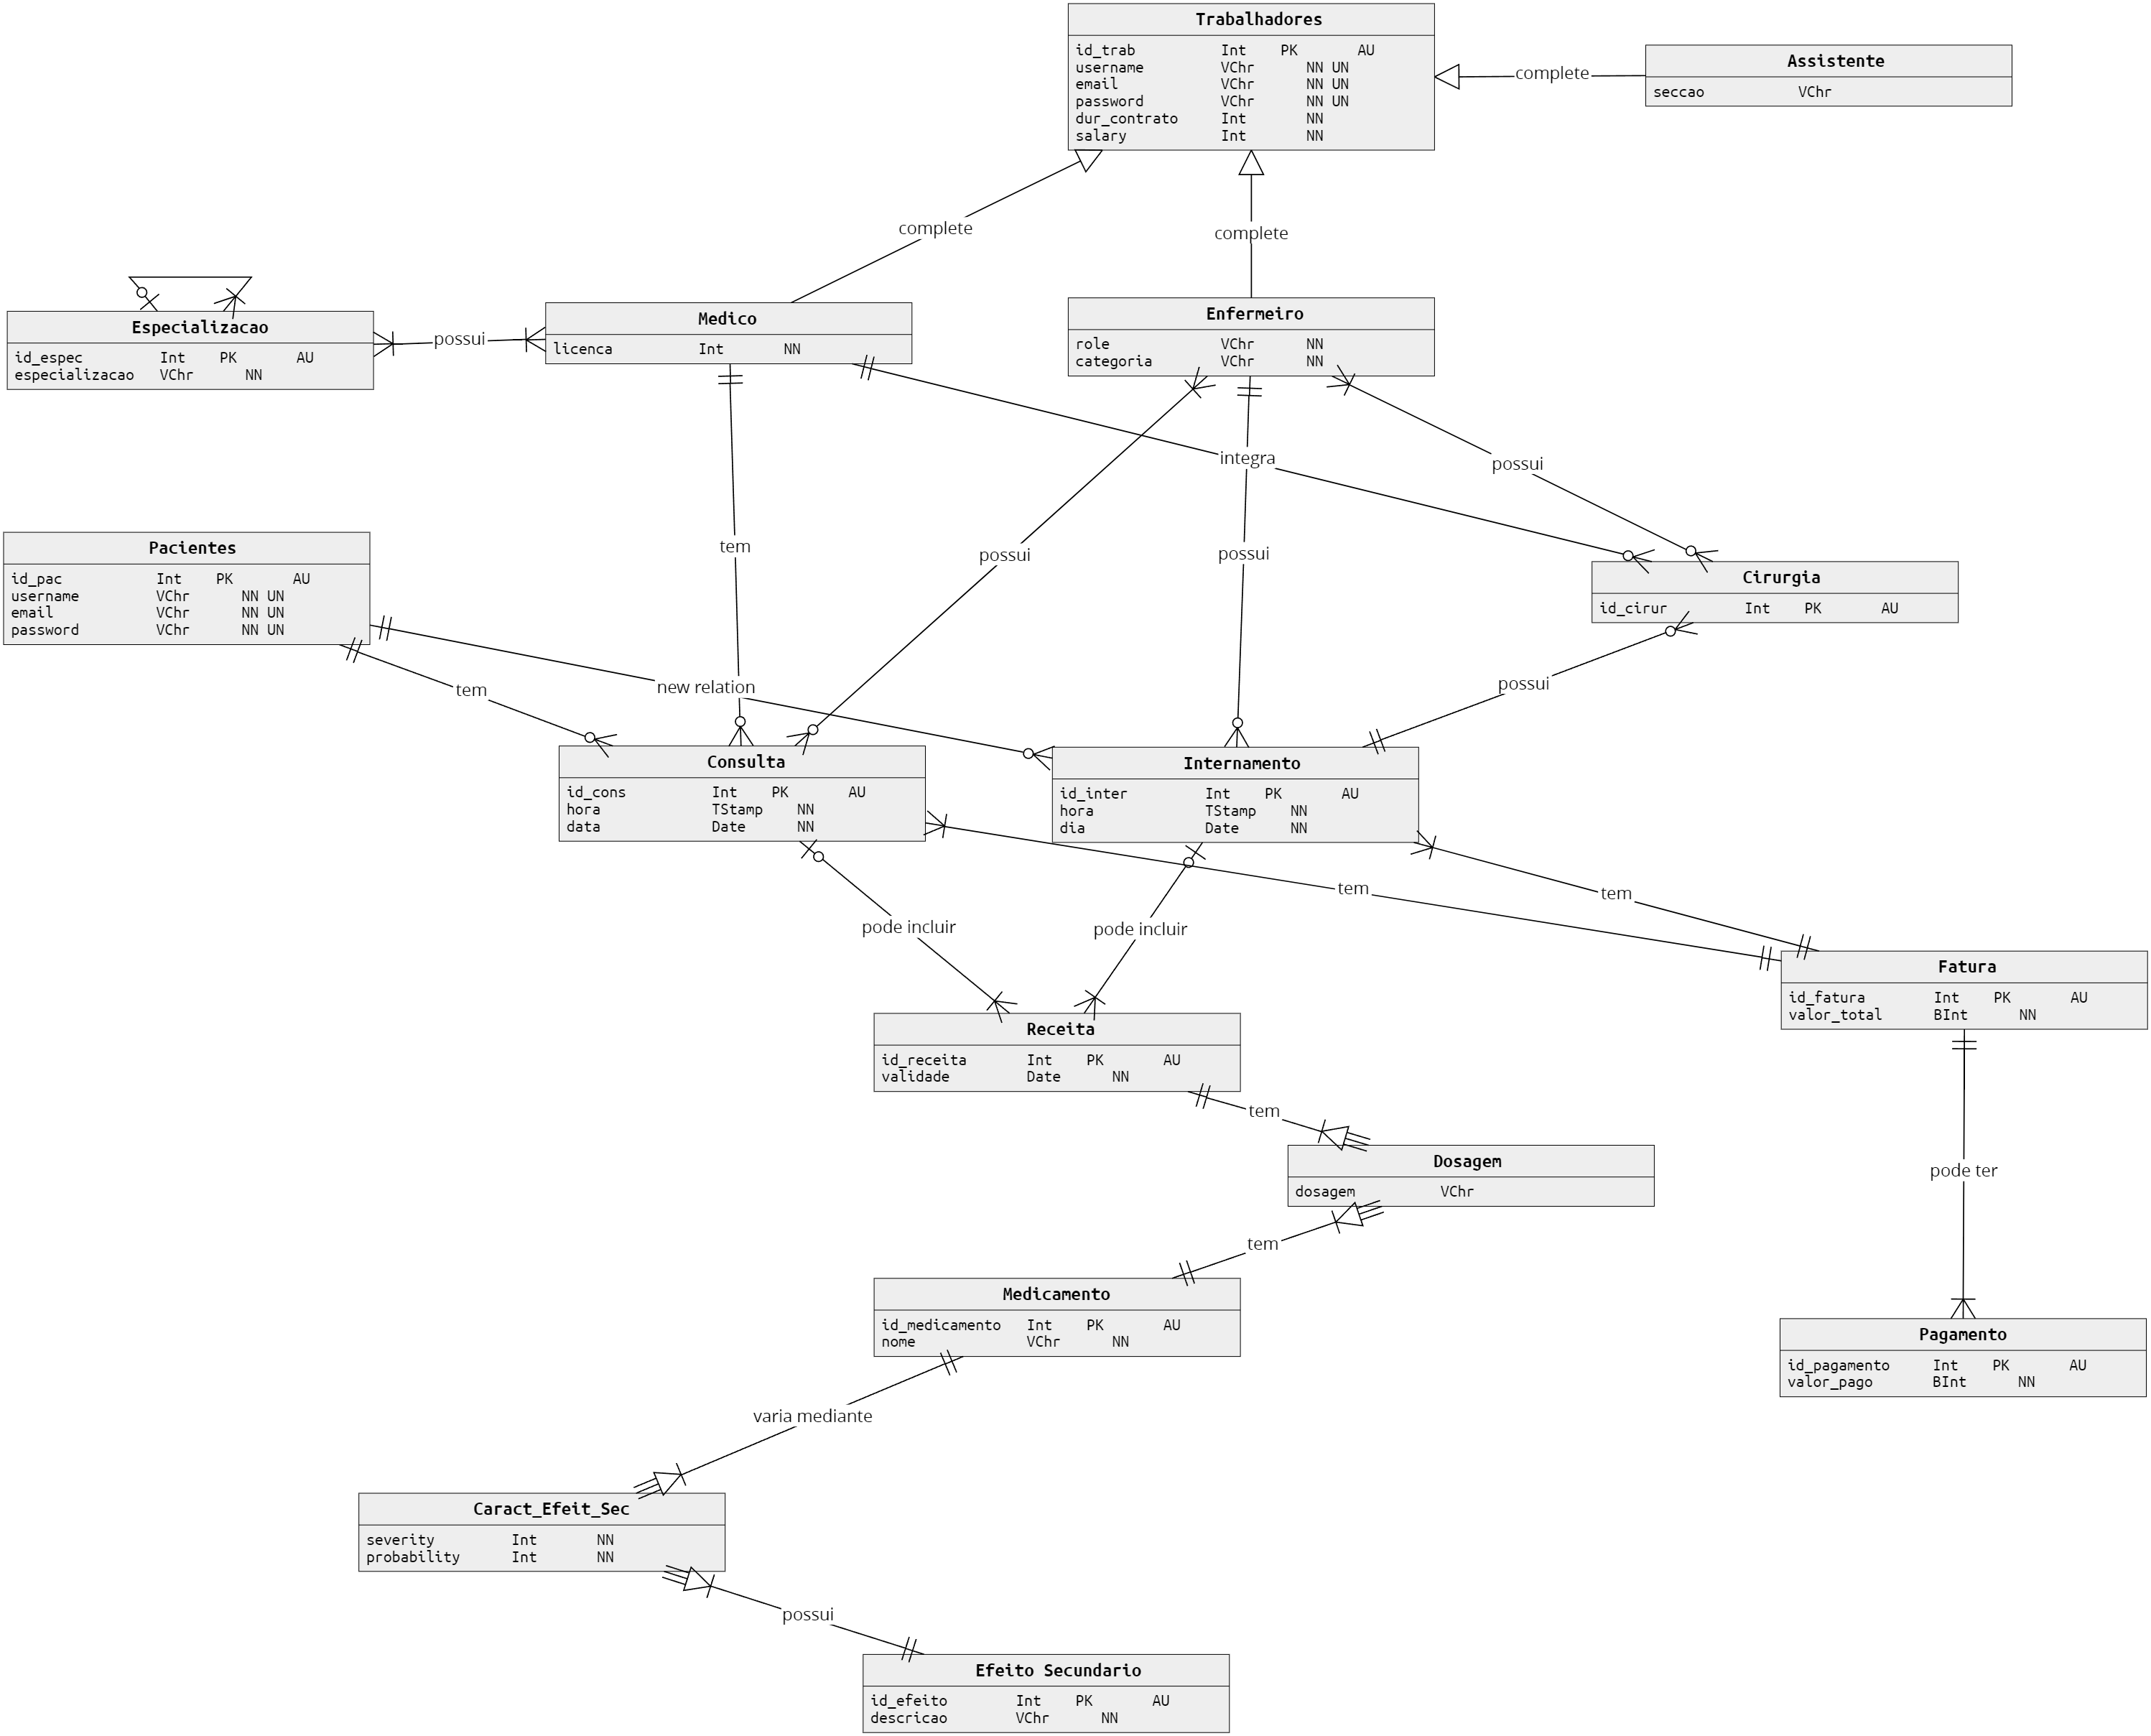 Trabalhadores
id_trab Int PK AU
username VChr NN UN
email VChr NN UN
password VChr NN UN
dur_contrato Int NN
salary Int NN
complete
Assistente
seccao VChr
complete
complete
Especializacao
id_espec Int PK AU
especializacao VChr NN
possui
Medico
licenca Int NN
Enfermeiro
role VChr NN
categoria VChr NN
integra
possui
tem
possui
possui
Pacientes
id_pac Int PK AU
username VChr NN UN
email VChr NN UN
password VChr NN UN
Cirurgia
id_cirur Int PK AU
tem
new relation
possui
Consulta
id_cons Int PK AU
hora TStamp NN
data Date NN
Internamento
id_inter Int PK AU
hora TStamp NN
dia Date NN
tem
tem
pode incluir
pode incluir
Fatura
id_fatura Int PK AU
valor_total BInt NN
Receita
id_receita Int PK AU
validade Date NN
tem
Dosagem
dosagem VChr
pode ter
tem
Medicamento
id_medicamento Int PK AU
nome VChr NN
Pagamento
id_pagamento Int PK AU
valor_pago BInt NN
varia mediante
Caract_Efeit_Sec
severity Int NN
probability Int NN
possui
Efeito Secundario
id_efeito Int PK AU
descricao VChr NN